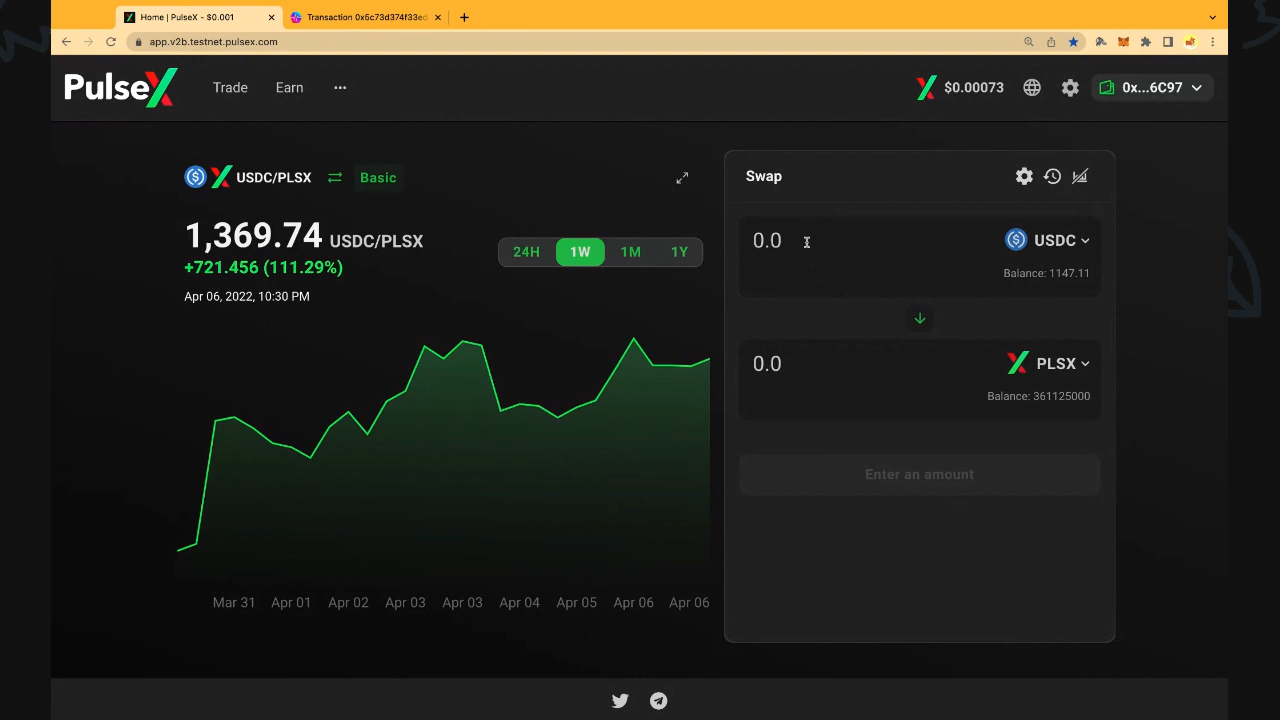 Home | PulseX - $0.001
Transaction 0x5c73d374f33ed
app.v2b.testnet.pulsex.com
PulseX
Trade
Earn
$0.00073
0x...6C97
USDC/PLSX
Basic
1,369.74 USDC/PLSX
+721.456 (111.29%)
Apr 06, 2022, 10:30 PM
24H
1W
1M
1Y
Mar 31
Apr 01
Apr 02
Apr 03
Apr 03
Apr 04
Apr 05
Apr 06
Apr 06
Swap
0.0
USDC
Balance: 1147.11
0.0
PLSX
Balance: 361125000
Enter an amount